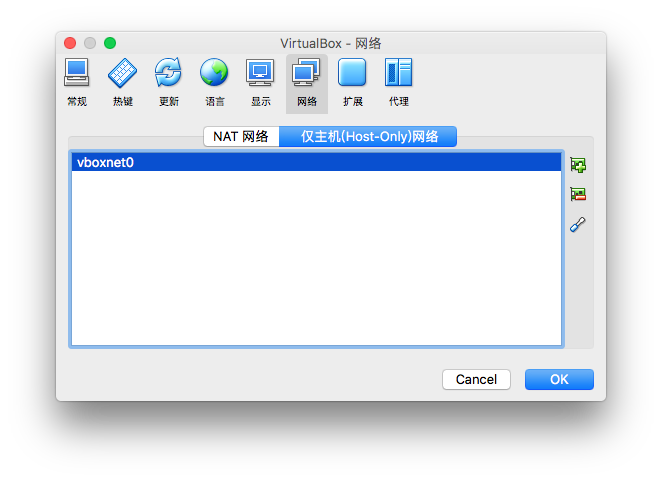 VirtualBox - 网络
常规 热键 更新 语言 显示 网络 扩展 代理
NAT 网络 仅主机(Host-Only)网络
vboxnet0
Cancel OK